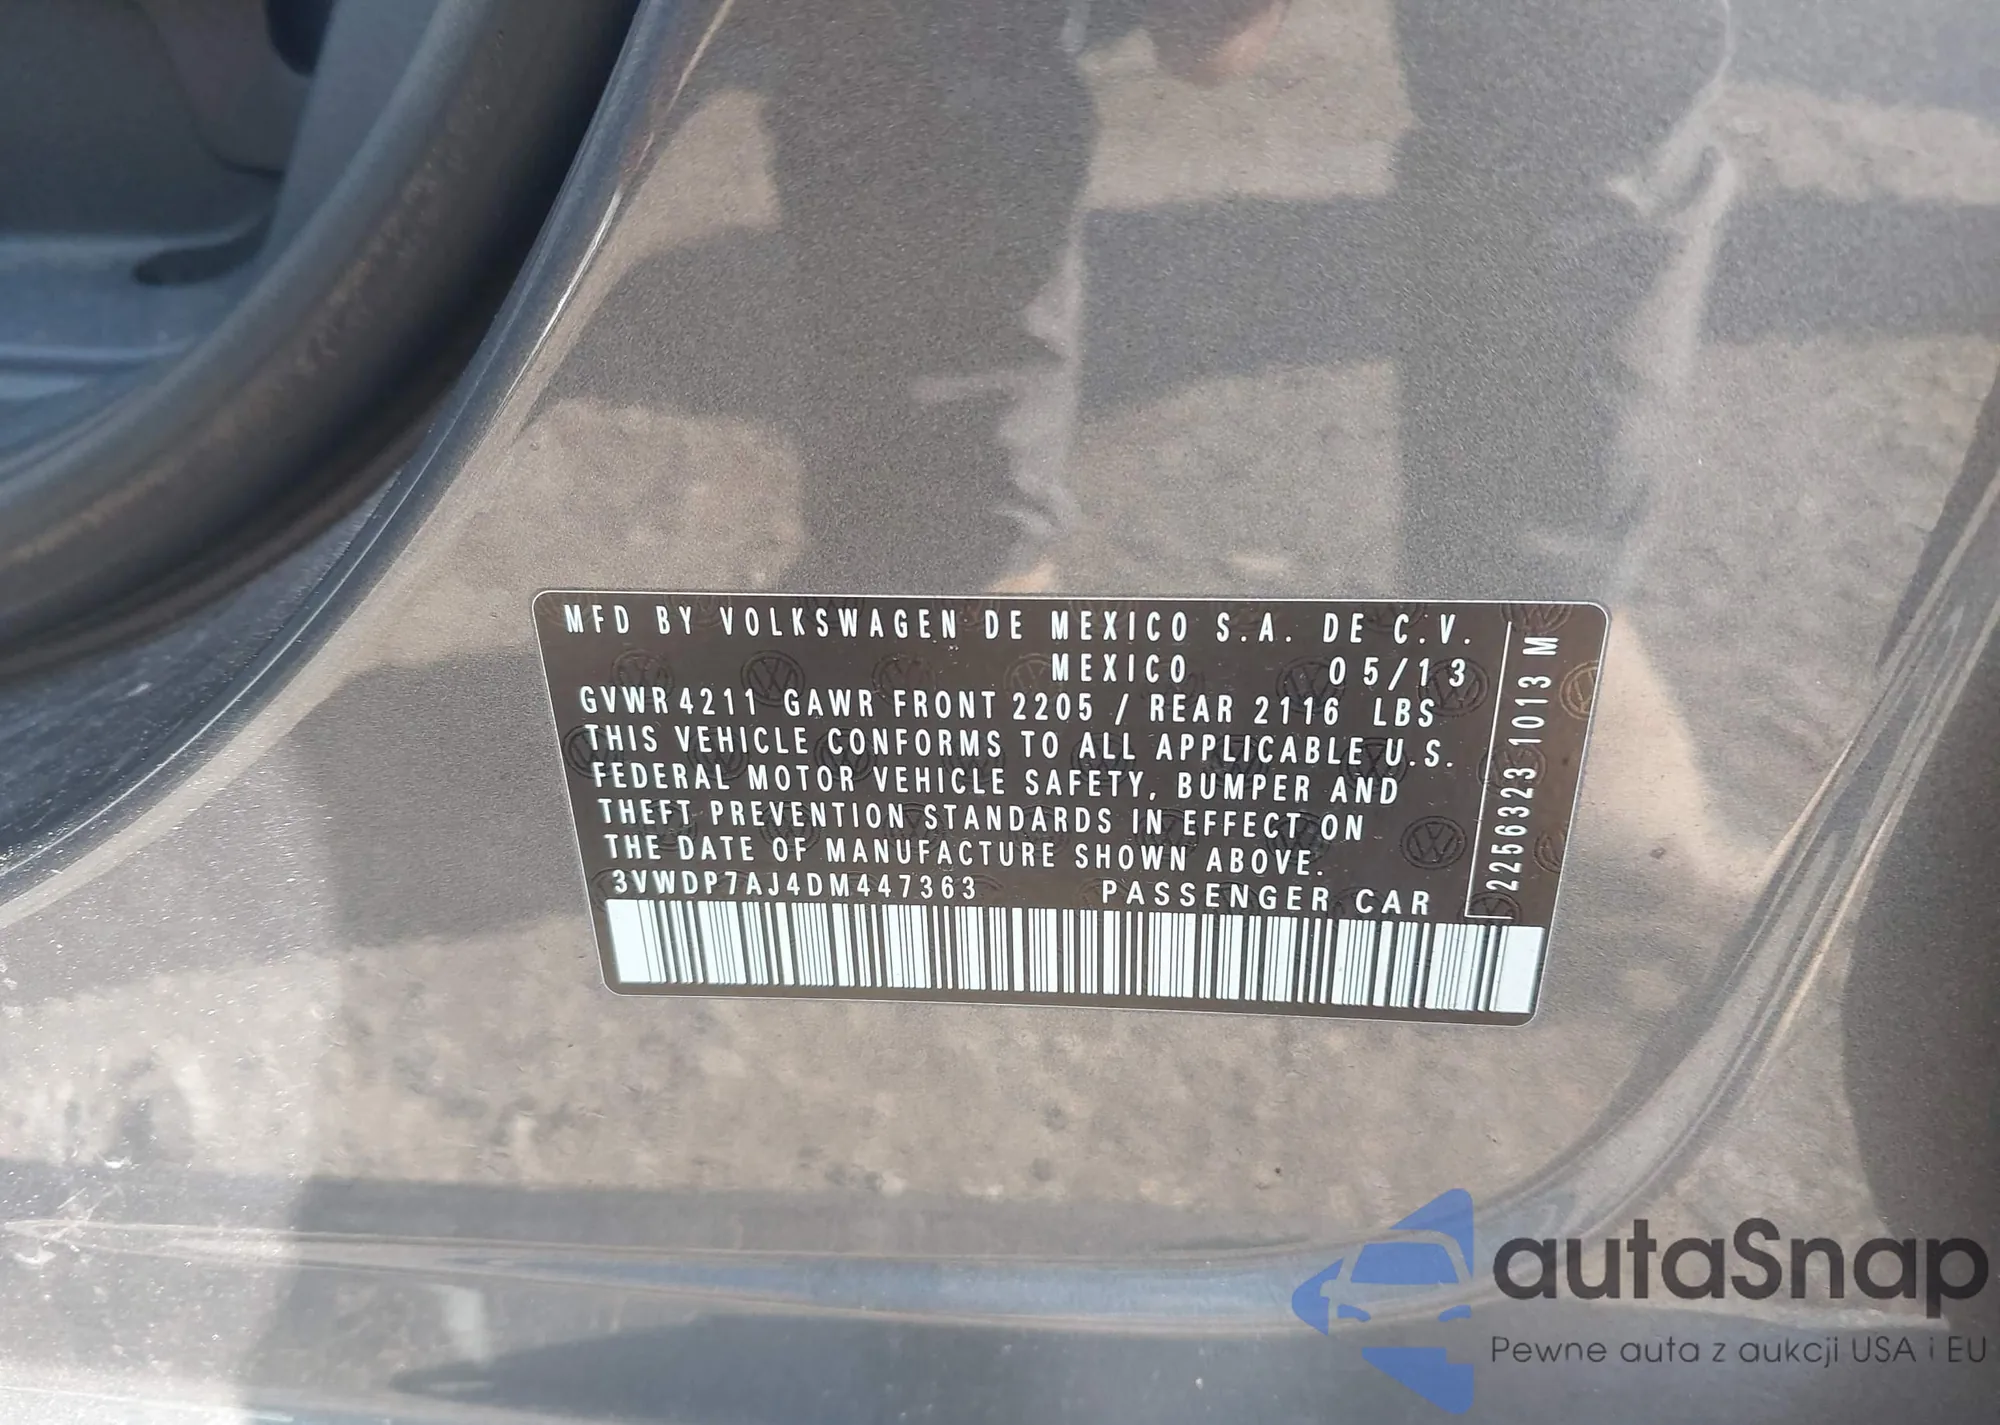 MFD BY VOLKSWAGEN DE MEXICO S.A. DE C.V.
MEXICO 05/13
GVWR 4211 GAWR FRONT 2205 / REAR 2116 LBS
THIS VEHICLE CONFORMS TO ALL APPLICABLE U.S.
FEDERAL MOTOR VEHICLE SAFETY, BUMPER AND
THEFT PREVENTION STANDARDS IN EFFECT ON
THE DATE OF MANUFACTURE SHOWN ABOVE.
3VWDP7AJ4DM447363 PASSENGER CAR
22563231013 M
autaSnap
Pewne auta z aukcji USA i EU